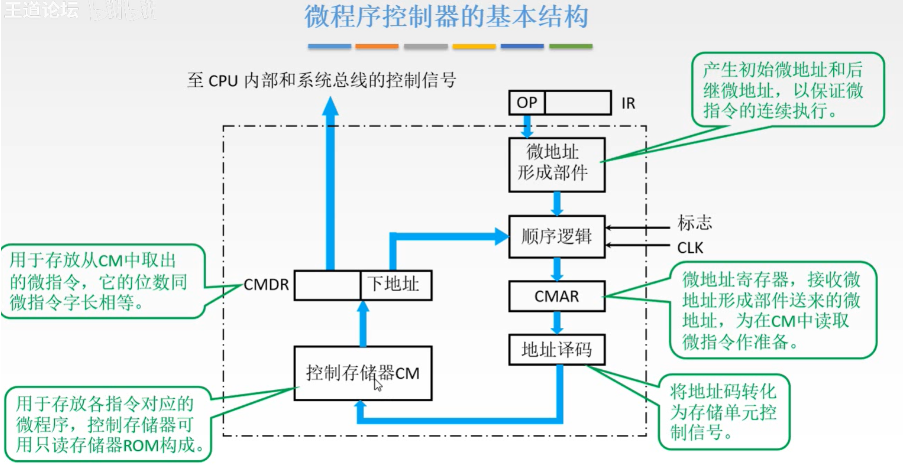 王道论坛
微程序控制器的基本结构
至 CPU 内部和系统总线的控制信号
OP
IR
产生初始微地址和后
继微地址，以保证微
指令的连续执行。
微地址
形成部件
顺序逻辑
标志
CLK
用于存放从CM中取出
的微指令，它的位数同
微指令字长相等。
CMDR
下地址
CMAR
微地址寄存器，接收微
地址形成部件送来的微
地址，为在CM中读取
微指令作准备。
地址译码
控制存储器CM
用于存放各指令对应的
微程序，控制存储器可
用只读存储器ROM构成。
将地址码转化
为存储单元控
制信号。